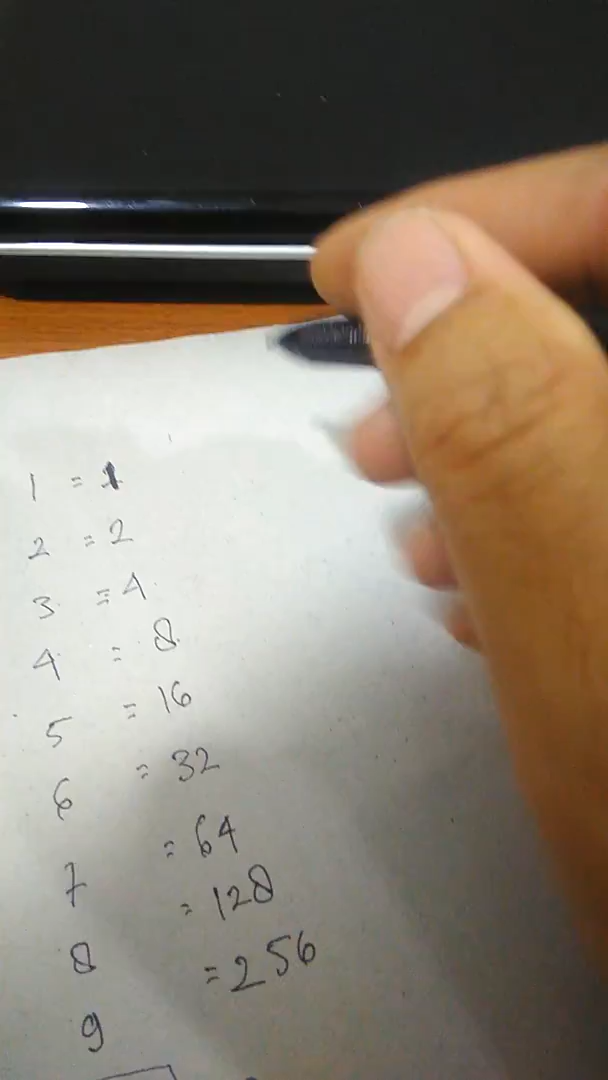 1 = 1
2 = 2
3 = 4
4 = 8
5 = 16
6 = 32
7 = 64
8 = 128
9 = 256